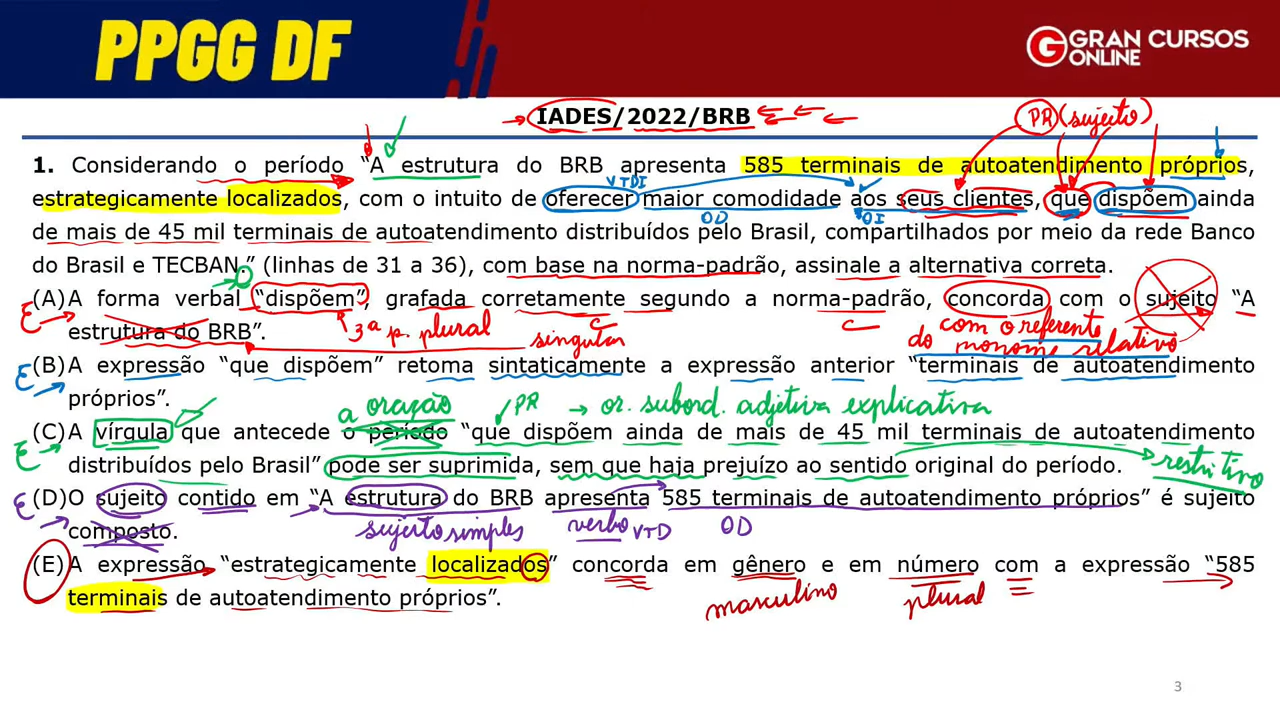 PPGG DF
GRAN CURSOS
ONLINE
IADES/2022/BRB
PR (sujeito)
1. Considerando o período “A estrutura do BRB apresenta 585 terminais de autoatendimento próprios,
VTDI
estrategicamente localizados, com o intuito de oferecer maior comodidade aos seus clientes, que dispõem ainda
OD
OI
de mais de 45 mil terminais de autoatendimento distribuídos pelo Brasil, compartilhados por meio da rede Banco
do Brasil e TECBAN.” (linhas de 31 a 36), com base na norma-padrão, assinale a alternativa correta.
E
(A) A forma verbal “dispõem”, grafada corretamente segundo a norma-padrão, concorda com o sujeito “A
estrutura do BRB”.
3ª p. plural
singular
C
C
com o referente
do pronome relativo
E
(B) A expressão “que dispõem” retoma sintaticamente a expressão anterior “terminais de autoatendimento
próprios”.
a oração
PR → or. subord. adjetiva explicativa
E
(C) A vírgula que antecede o período “que dispõem ainda de mais de 45 mil terminais de autoatendimento
distribuídos pelo Brasil” pode ser suprimida, sem que haja prejuízo ao sentido original do período.
restritivo
E
(D) O sujeito contido em “A estrutura do BRB apresenta 585 terminais de autoatendimento próprios” é sujeito
composto.
sujeito simples
verbo VTD
OD
(E) A expressão “estrategicamente localizados” concorda em gênero e em número com a expressão “585
terminais de autoatendimento próprios”.
masculino
plural
3